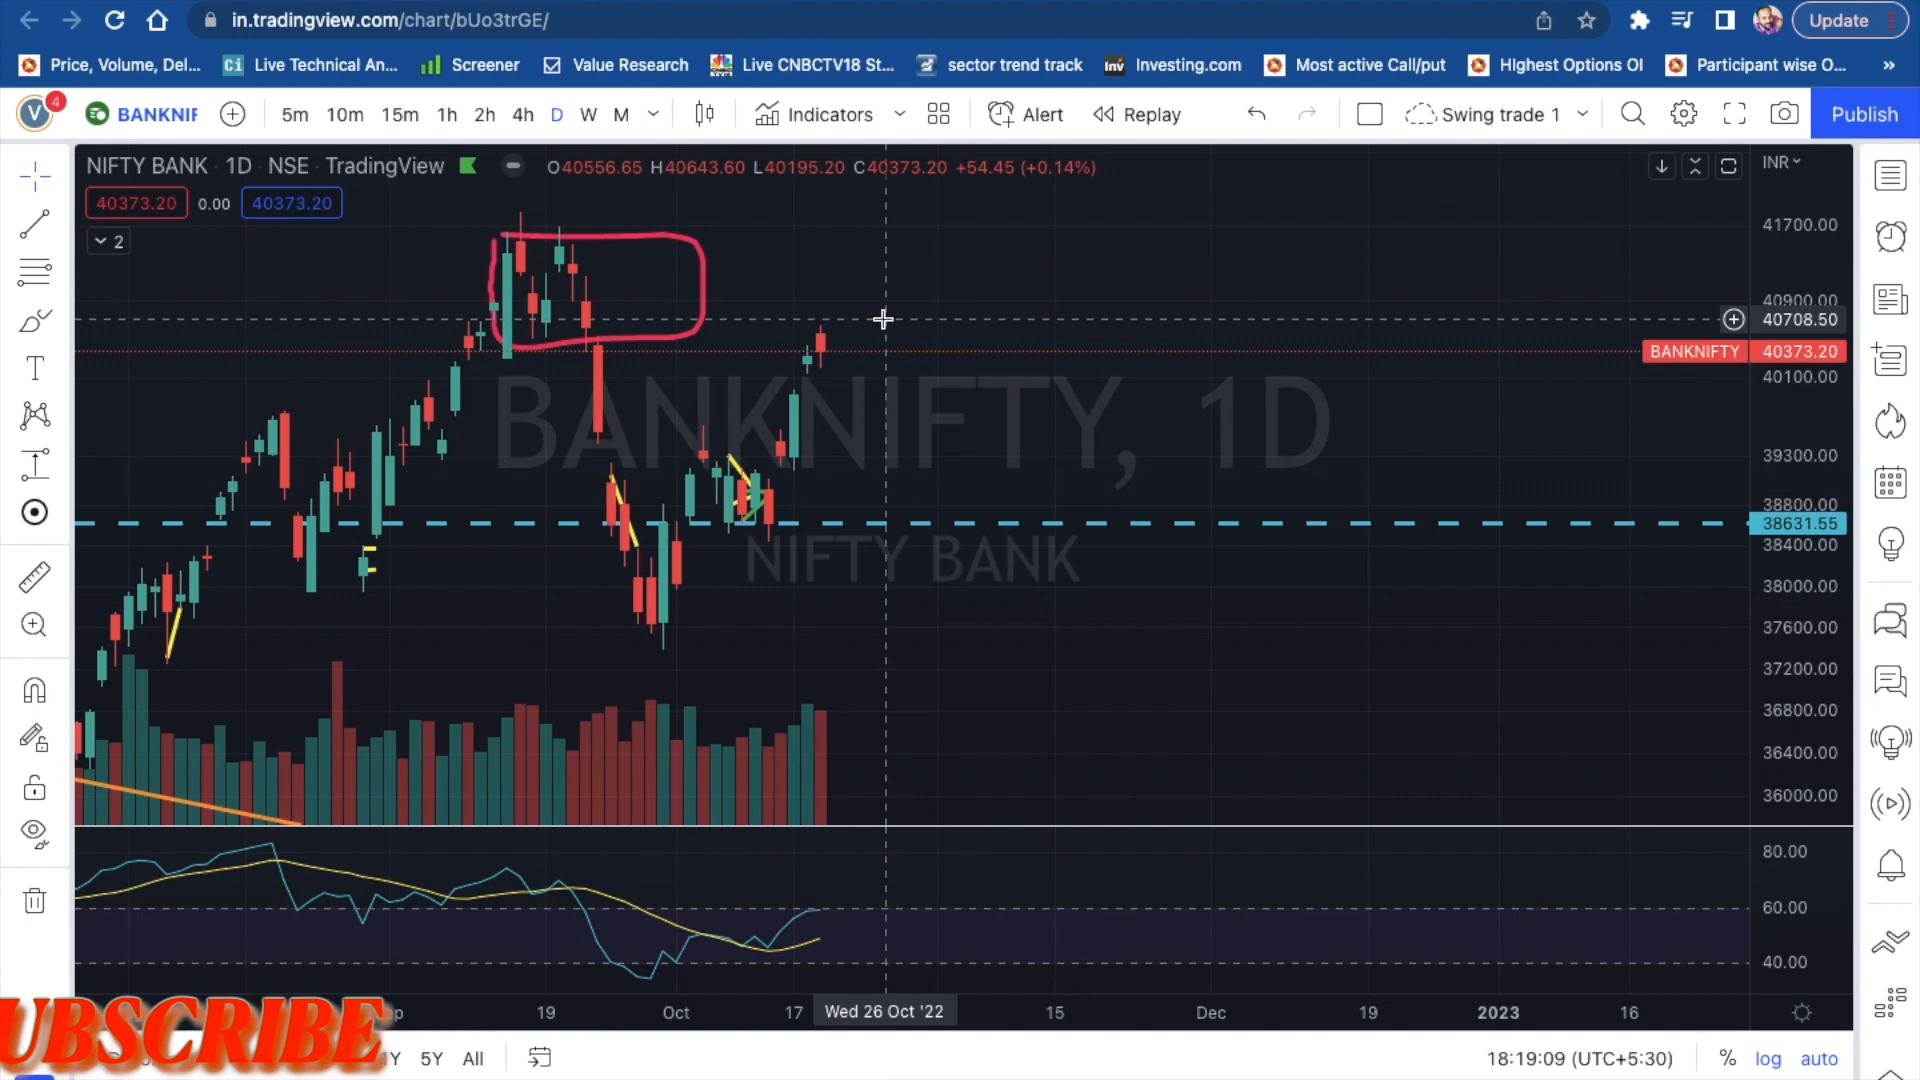 in.tradingview.com/chart/bUo3trGE/
Update
Price, Volume, Del...
Ci Live Technical An...
Screener
Value Research
Live CNBCTV18 St...
sector trend track
Inv Investing.com
Most active Call/put
HIghest Options OI
Participant wise O...
»
V 4
BANKNIF
5m 10m 15m 1h 2h 4h D W M
Indicators
Alert
Replay
Swing trade 1
Publish
NIFTY BANK · 1D · NSE · TradingView
O40556.65 H40643.60 L40195.20 C40373.20 +54.45 (+0.14%)
INR
40373.20 0.00 40373.20
2
41700.00
40900.00
40708.50
BANKNIFTY 40373.20
40100.00
BANKNIFTY, 1D
39300.00
38800.00
38631.55
38400.00
NIFTY BANK
38000.00
37600.00
37200.00
36800.00
36400.00
36000.00
80.00
60.00
40.00
19 Oct 17 Wed 26 Oct '22 15 Dec 19 2023 16
UBSCRIBE
1Y 5Y All
18:19:09 (UTC+5:30) % log auto